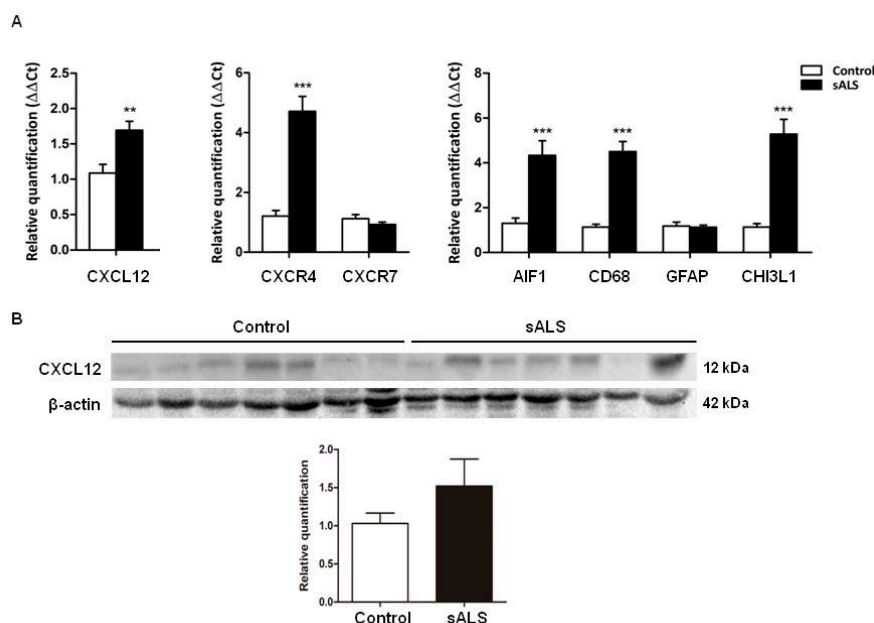 A
Relative quantification (ΔΔCt)
2.5
2.0
1.5
1.0
0.5
0.0
**
CXCL12
Relative quantification (ΔΔCt)
6
4
2
0
***
CXCR4 CXCR7
Relative quantification (ΔΔCt)
8
6
4
2
0
*** *** ***
AIF1 CD68 GFAP CHI3L1
Control
sALS
B
Control sALS
CXCL12 12 kDa
β-actin 42 kDa
Relative quantification
2.0
1.5
1.0
0.5
0.0
Control sALS